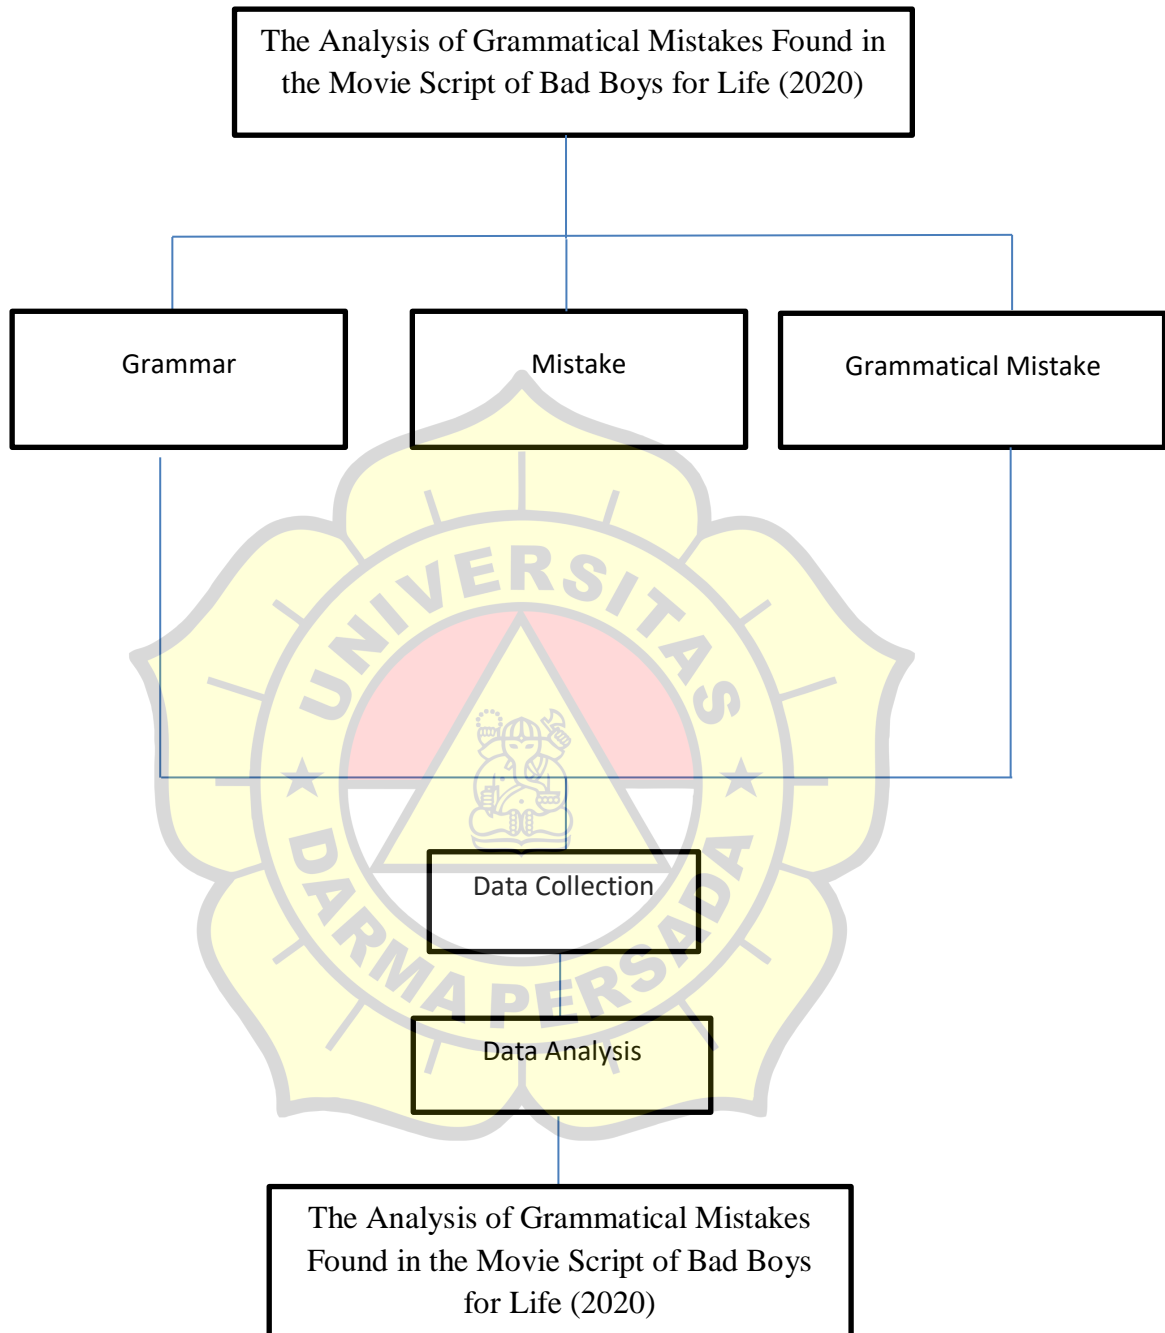 The Analysis of Grammatical Mistakes Found in
the Movie Script of Bad Boys for Life (2020)
Grammar
Mistake
Grammatical Mistake
UNIVERSITAS
DARMA PERSADA
Data Collection
Data Analysis
The Analysis of Grammatical Mistakes
Found in the Movie Script of Bad Boys
for Life (2020)